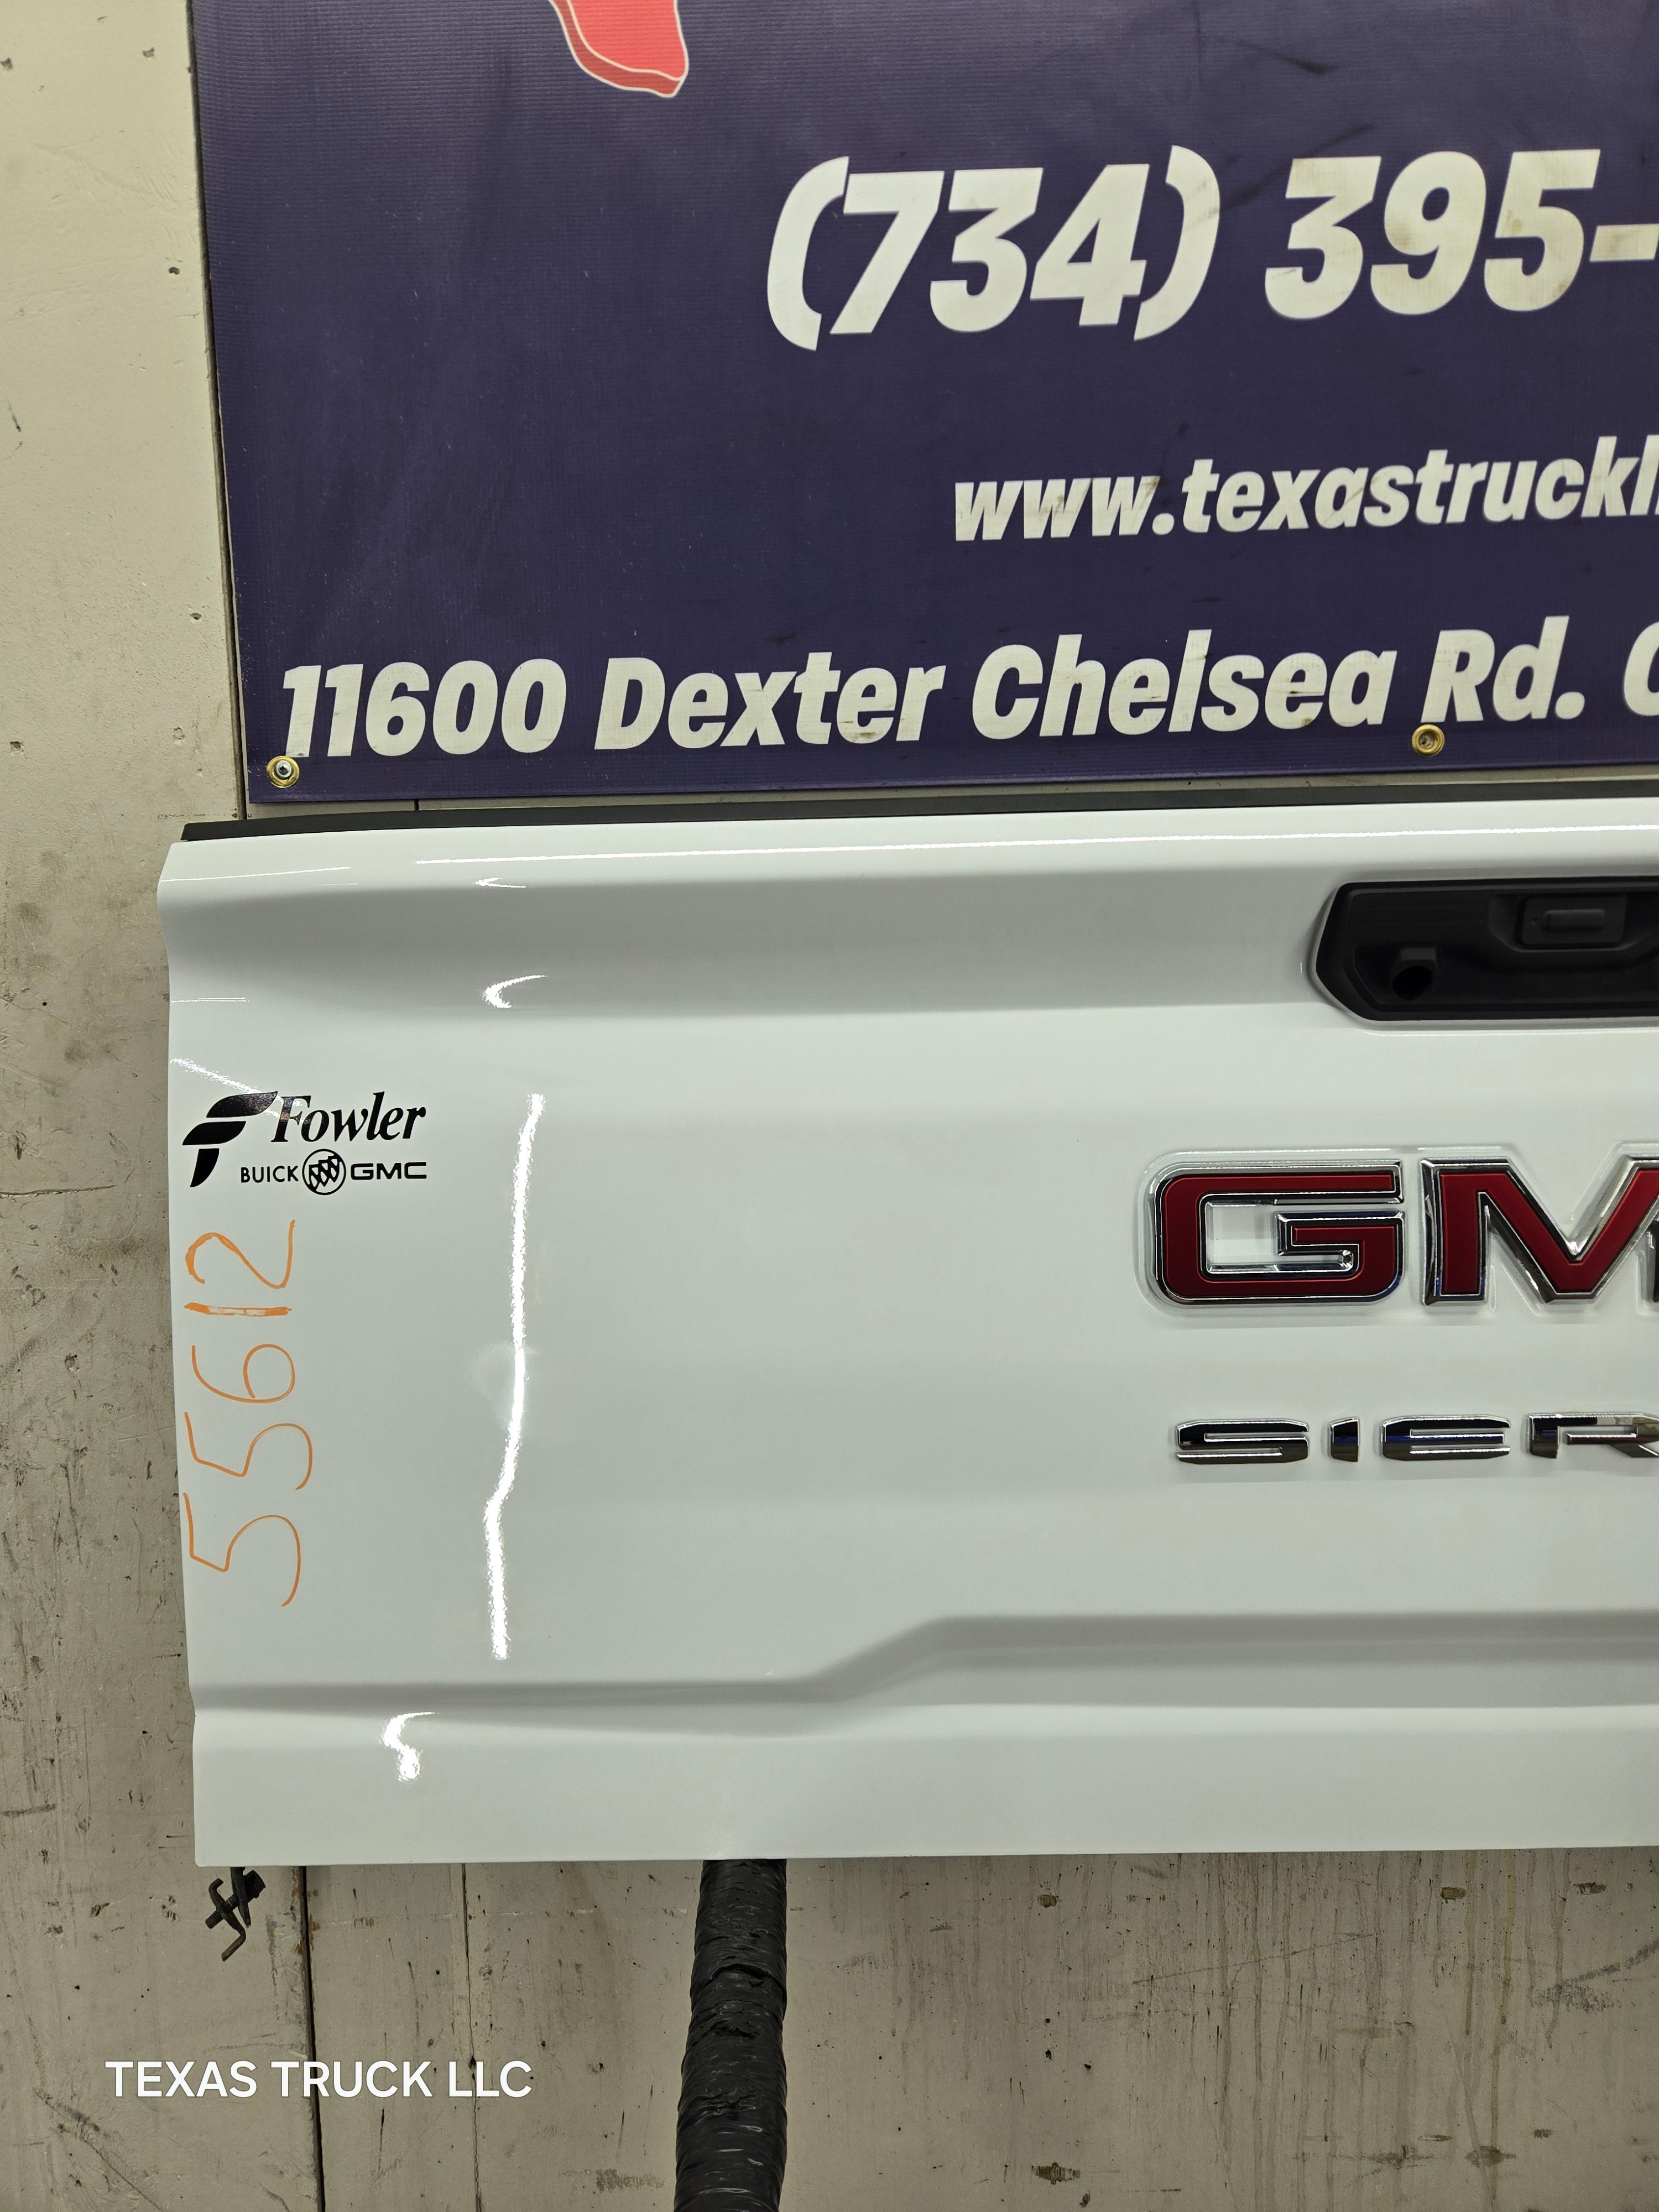 (734) 395-
www.texastruckl
11600 Dexter Chelsea Rd. C
Fowler
BUICK GMC
55612
GM
SIER
TEXAS TRUCK LLC